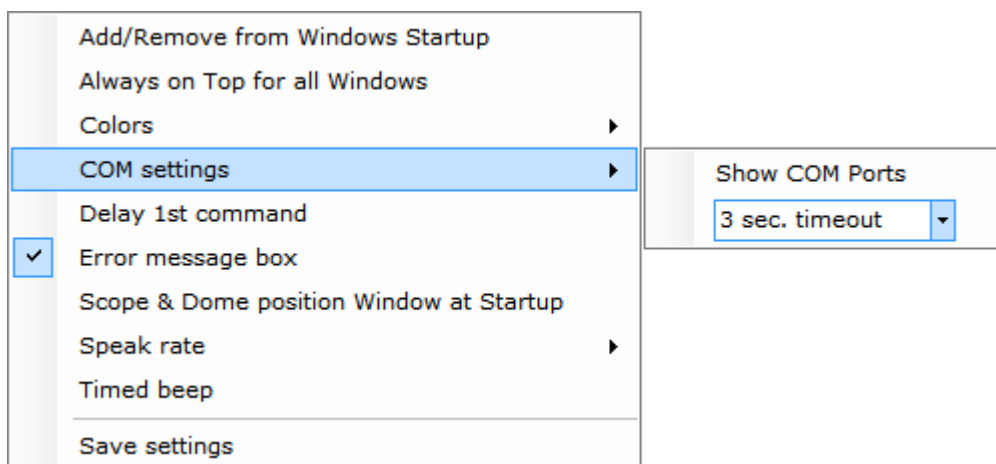 Add/Remove from Windows Startup
Always on Top for all Windows
Colors
COM settings
Show COM Ports
3 sec. timeout
Delay 1st command
Error message box
Scope & Dome position Window at Startup
Speak rate
Timed beep
Save settings